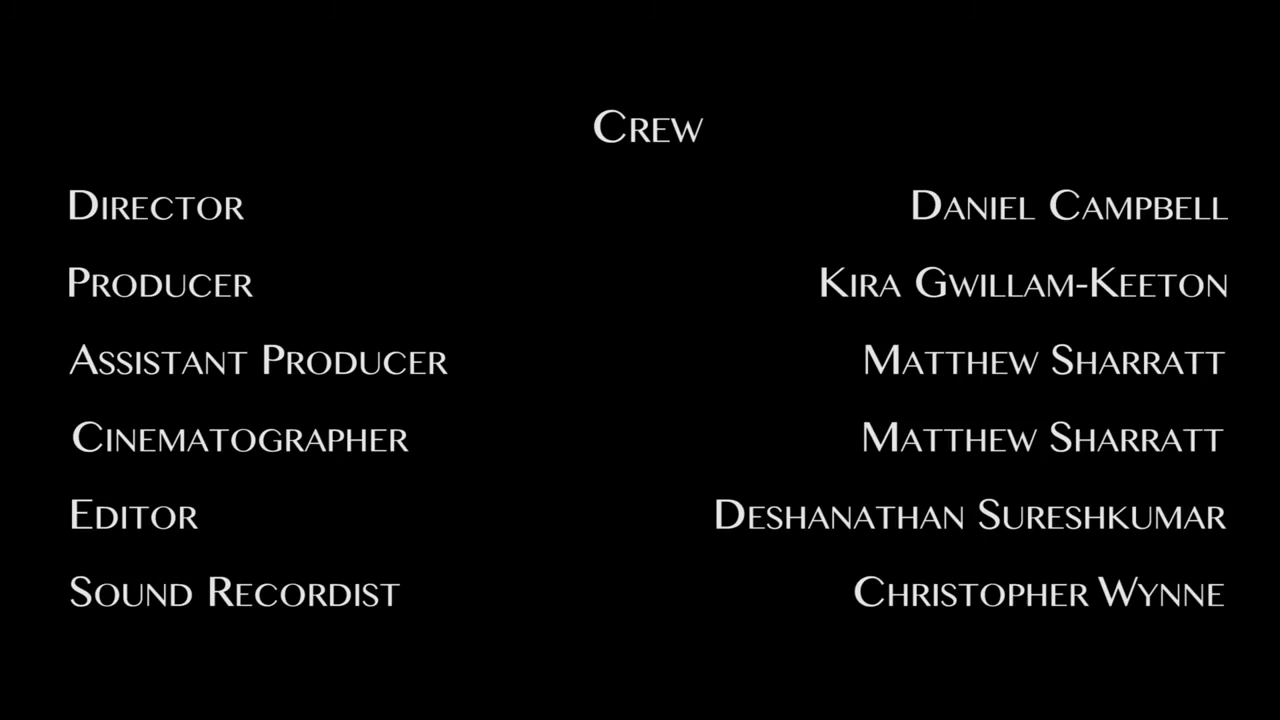 Crew
Director Daniel Campbell
Producer Kira Gwillam-Keeton
Assistant Producer Matthew Sharratt
Cinematographer Matthew Sharratt
Editor Deshanathan Sureshkumar
Sound Recordist Christopher Wynne